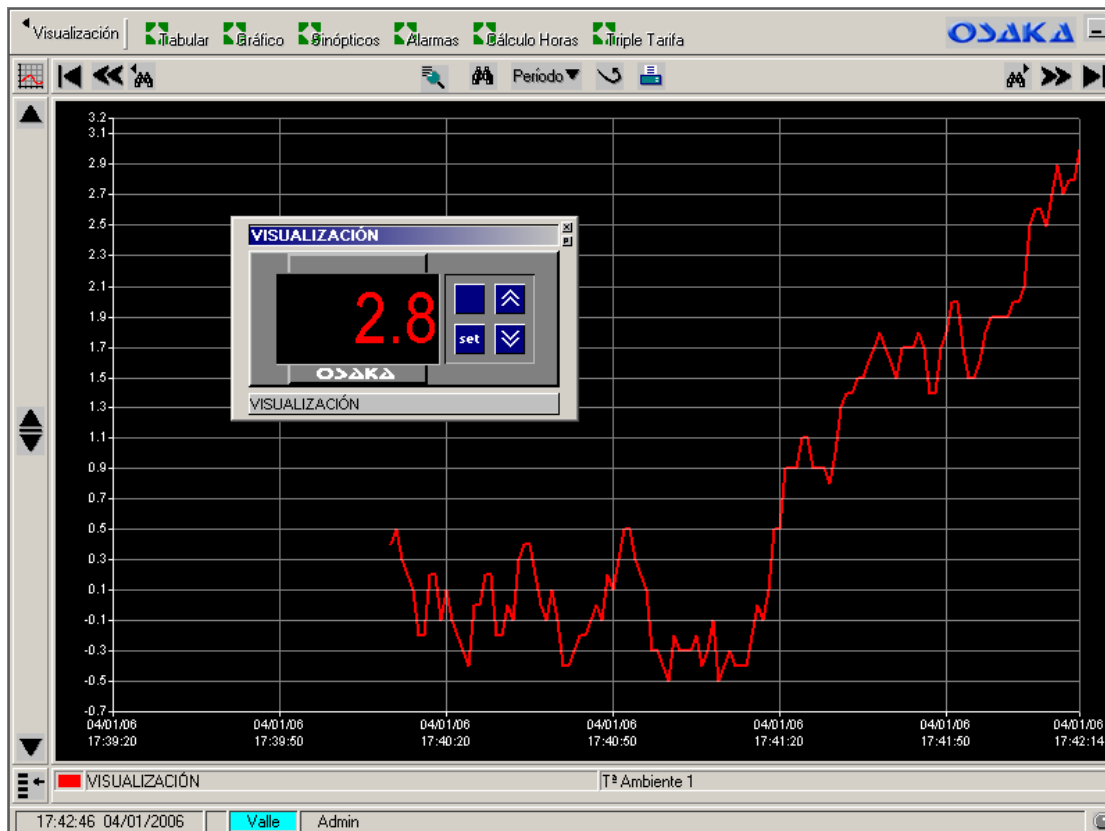 Visualización Tabular Gráfico Sinópticos Alarmas Cálculo Horas Triple Tarifa OSAKA
Período
3.2
3.1
2.9
2.7
2.5
2.3
2.1
1.9
1.7
1.5
1.3
1.1
0.9
0.7
0.5
0.3
0.1
-0.1
-0.3
-0.5
-0.7
VISUALIZACIÓN
2.8
set
OSAKA
VISUALIZACIÓN
04/01/06 04/01/06 04/01/06 04/01/06 04/01/06 04/01/06 04/01/06
17:39:20 17:39:50 17:40:20 17:40:50 17:41:20 17:41:50 17:42:14
VISUALIZACIÓN Tª Ambiente 1
17:42:46 04/01/2006 Valle Admin